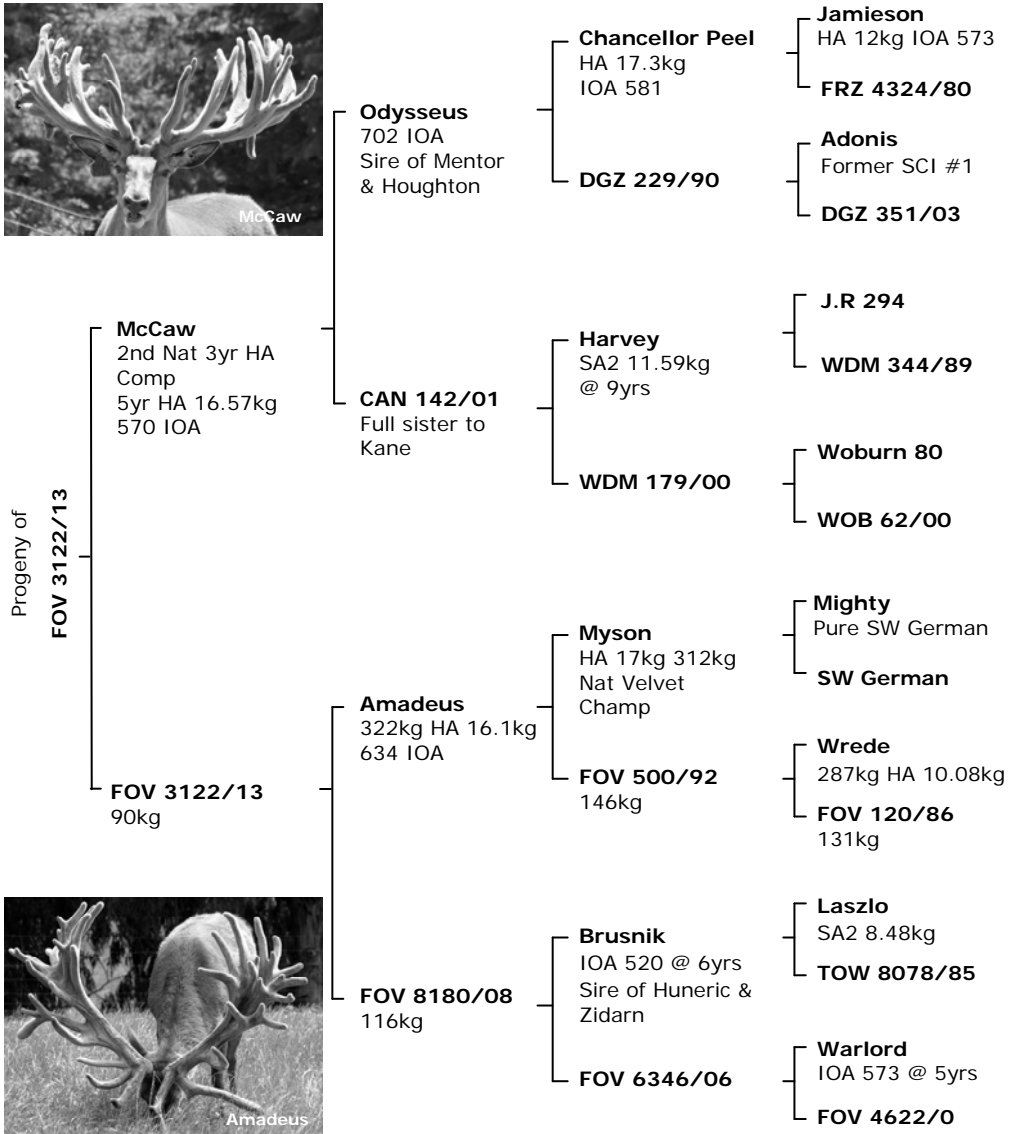 McCaw
Progeny of
FOV 3122/13
McCaw
2nd Nat 3yr HA
Comp
5yr HA 16.57kg
570 IOA
FOV 3122/13
90kg
Odysseus
702 IOA
Sire of Mentor
& Houghton
CAN 142/01
Full sister to
Kane
Amadeus
322kg HA 16.1kg
634 IOA
FOV 8180/08
116kg
Chancellor Peel
HA 17.3kg
IOA 581
DGZ 229/90
Harvey
SA2 11.59kg
@ 9yrs
WDM 179/00
Myson
HA 17kg 312kg
Nat Velvet
Champ
FOV 500/92
146kg
Brusnik
IOA 520 @ 6yrs
Sire of Huneric &
Zidarn
FOV 6346/06
Jamieson
HA 12kg IOA 573
FRZ 4324/80
Adonis
Former SCI #1
DGZ 351/03
J.R 294
WDM 344/89
Woburn 80
WOB 62/00
Mighty
Pure SW German
SW German
Wrede
287kg HA 10.08kg
FOV 120/86
131kg
Laszlo
SA2 8.48kg
TOW 8078/85
Warlord
IOA 573 @ 5yrs
FOV 4622/0
Amadeus